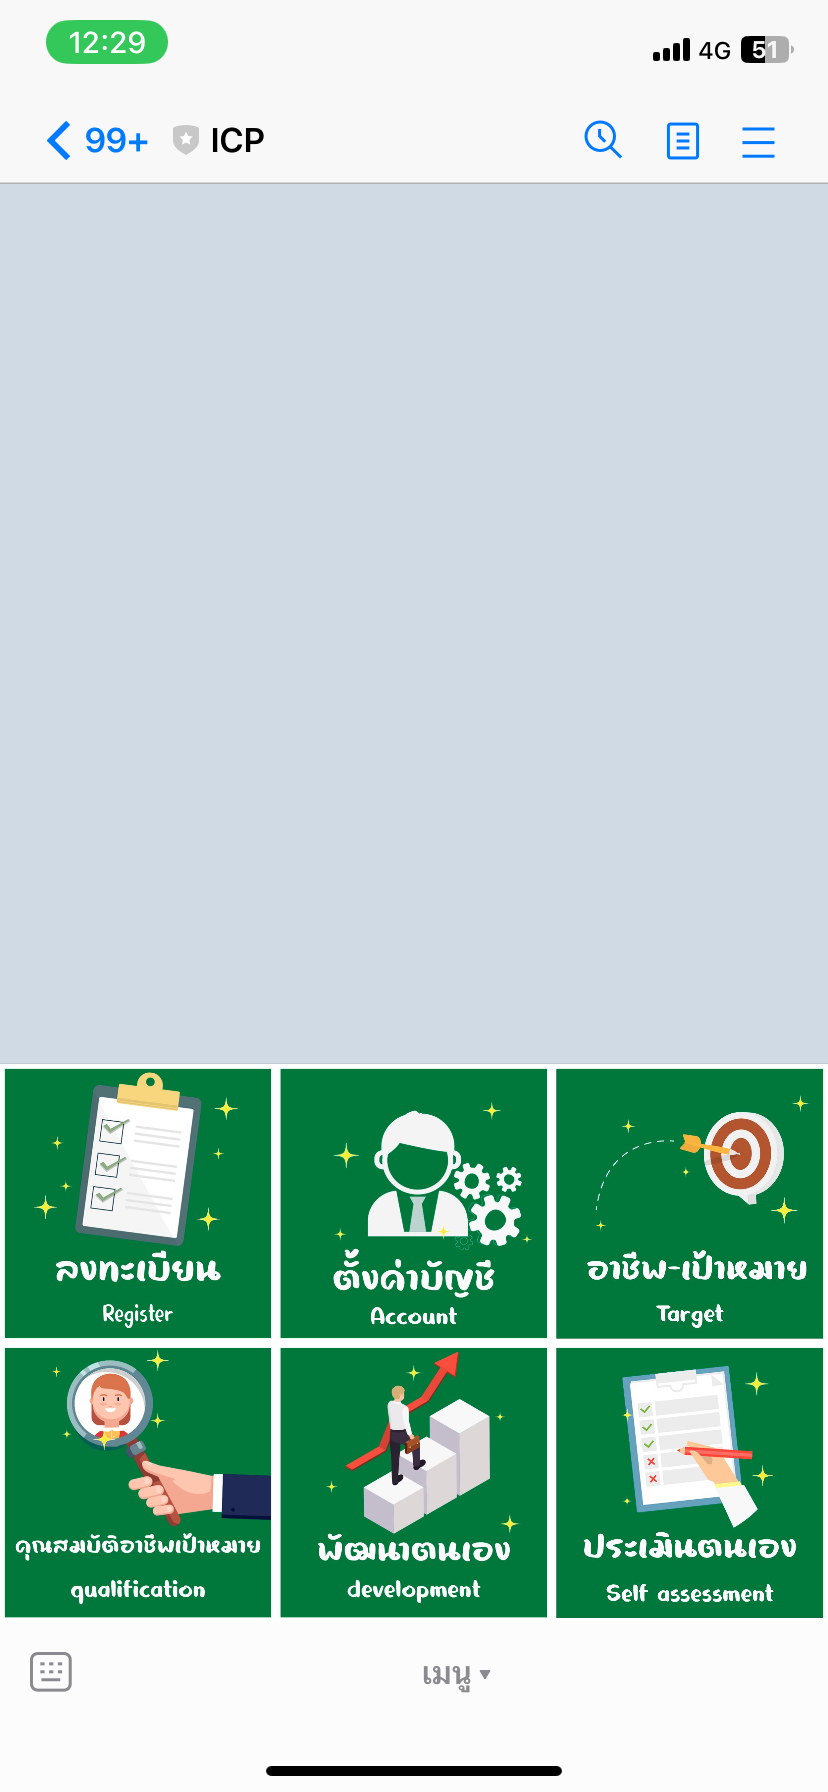 12:29
4G 51
99+ ICP
ลงทะเบียน
Register
ตั้งค่าบัญชี
Account
อาชีพ-เป้าหมาย
Target
คุณสมบัติอาชีพเป้าหมาย
qualification
พัฒนาตนเอง
development
ประเมินตนเอง
Self assessment
เมนู